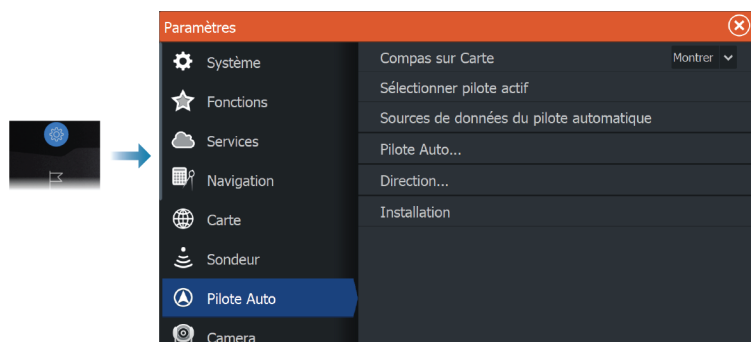 Paramètres
Système
Fonctions
Services
Navigation
Carte
Sondeur
Pilote Auto
Camera
Compas sur Carte Montrer
Sélectionner pilote actif
Sources de données du pilote automatique
Pilote Auto...
Direction...
Installation